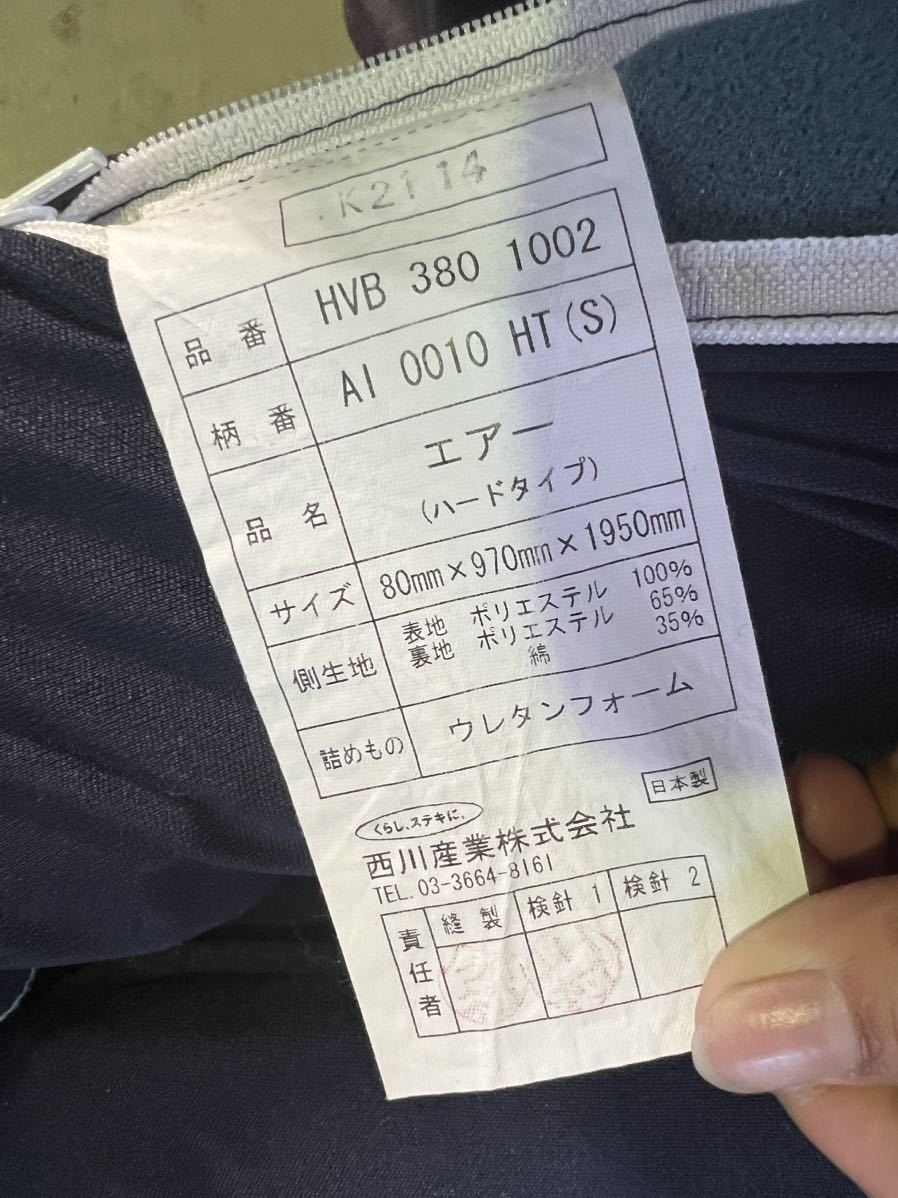 K21 14
品番 HVB 380 1002
柄番 AI 0010 HT(S)
品名 エアー
(ハードタイプ)
サイズ 80mm×970mm×1950mm
側生地 表地 ポリエステル 100%
裏地 ポリエステル 65%
綿 35%
詰めもの ウレタンフォーム
日本製
くらし、ステキに。
西川産業株式会社
TEL. 03-3664-8161
責任者 縫製 検針 1 検針 2